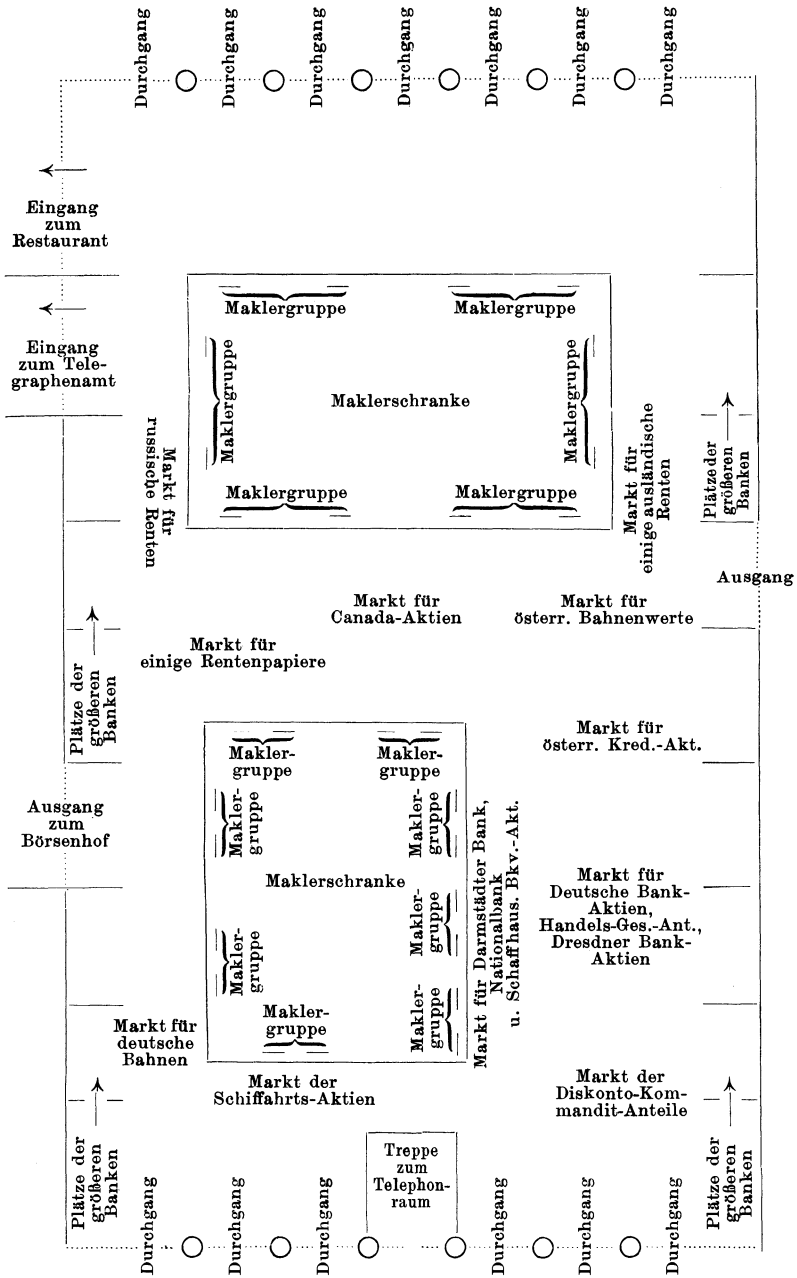 Durchgang
Durchgang
Durchgang
Durchgang
Durchgang
Durchgang
Durchgang
Eingang
zum
Restaurant
Eingang
zum Tele-
graphenamt
Maklergruppe
Maklergruppe
Maklergruppe
Maklerschranke
Maklergruppe
Maklergruppe
Maklergruppe
Markt für
russische Renten
Markt für
einige ausländische
Renten
Plätze der
größeren
Banken
Ausgang
Markt für
Canada-Aktien
Markt für
österr. Bahnenwerte
Markt für
einige Rentenpapiere
Plätze der
größeren
Banken
Markt für
österr. Kred.-Akt.
Makler-
gruppe
Makler-
gruppe
Makler-
gruppe
Makler-
gruppe
Ausgang
zum
Börsenhof
Maklerschranke
Makler-
gruppe
Makler-
gruppe
Makler-
gruppe
Makler-
gruppe
Markt für Darmstädter Bank,
Nationalbank
u. Schaffhaus. Bkv.-Akt.
Markt für
Deutsche Bank-
Aktien,
Handels-Ges.-Ant.,
Dresdner Bank-
Aktien
Markt für
deutsche
Bahnen
Markt der
Schiffahrts-Aktien
Markt der
Diskonto-Kom-
mandit-Anteile
Plätze der
größeren
Banken
Treppe
zum
Telephon-
raum
Plätze der
größeren
Banken
Durchgang
Durchgang
Durchgang
Durchgang
Durchgang
Durchgang